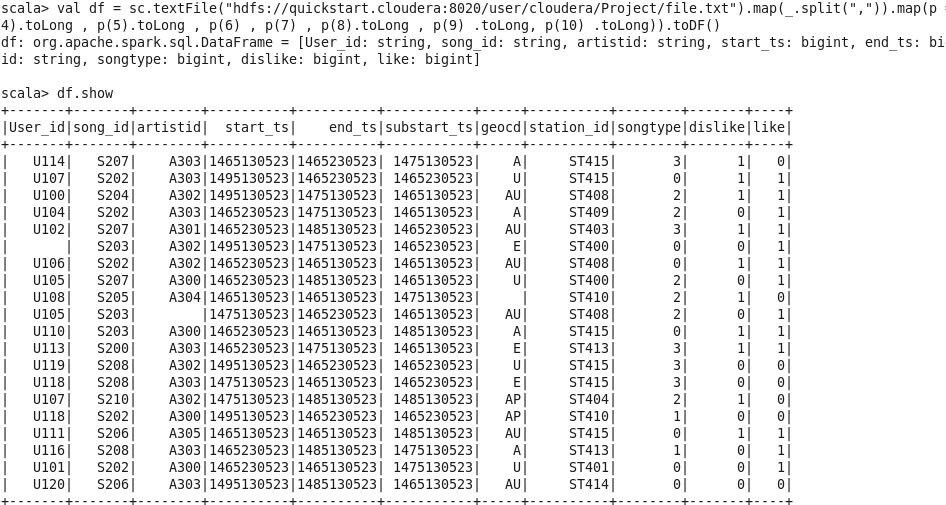 scala> val df = sc.textFile("hdfs://quickstart.cloudera:8020/user/cloudera/Project/file.txt").map(_.split(",")).map(p =
4).toLong , p(5).toLong , p(6) , p(7) , p(8).toLong , p(9) .toLong, p(10) .toLong)).toDF()
df: org.apache.spark.sql.DataFrame = [User_id: string, song_id: string, artistid: string, start_ts: bigint, end_ts: bi
id: string, songtype: bigint, dislike: bigint, like: bigint]

scala> df.show
+-------+-------+--------+----------+----------+-----------+-----+----------+--------+-------+----+
|User_id|song_id|artistid|  start_ts|    end_ts|substart_ts|geocd|station_id|songtype|dislike|like|
+-------+-------+--------+----------+----------+-----------+-----+----------+--------+-------+----+
|   U114|   S207|    A303|1465130523|1465230523| 1475130523|    A|     ST415|       3|      1|   0|
|   U107|   S202|    A303|1495130523|1465230523| 1465230523|    U|     ST415|       0|      1|   1|
|   U100|   S204|    A302|1495130523|1475130523| 1465130523|   AU|     ST408|       2|      1|   1|
|   U104|   S202|    A303|1465230523|1475130523| 1465130523|    A|     ST409|       2|      0|   1|
|   U102|   S207|    A301|1465230523|1485130523| 1465230523|   AU|     ST403|       3|      1|   1|
|       |   S203|    A302|1495130523|1475130523| 1465230523|    E|     ST400|       0|      0|   1|
|   U106|   S202|    A302|1465230523|1465130523| 1465130523|   AU|     ST408|       0|      1|   1|
|   U105|   S207|    A300|1465230523|1485130523| 1465130523|    U|     ST400|       2|      0|   1|
|   U108|   S205|    A304|1465130523|1465130523| 1475130523|     |     ST410|       2|      1|   0|
|   U105|   S203|        |1475130523|1465230523| 1465130523|   AU|     ST408|       2|      0|   1|
|   U110|   S203|    A300|1465230523|1465130523| 1485130523|    A|     ST415|       0|      1|   1|
|   U113|   S200|    A303|1465230523|1475130523| 1465130523|    E|     ST413|       3|      1|   1|
|   U119|   S208|    A302|1495130523|1465230523| 1465230523|    U|     ST415|       3|      0|   0|
|   U118|   S208|    A303|1475130523|1465130523| 1465230523|    E|     ST415|       3|      0|   0|
|   U107|   S210|    A302|1475130523|1485130523| 1485130523|   AP|     ST404|       2|      1|   0|
|   U118|   S202|    A300|1495130523|1465130523| 1465230523|   AP|     ST410|       1|      0|   0|
|   U111|   S206|    A305|1465130523|1465130523| 1485130523|   AU|     ST415|       0|      1|   1|
|   U116|   S208|    A303|1465230523|1485130523| 1475130523|    A|     ST413|       1|      0|   1|
|   U101|   S202|    A300|1465230523|1465130523| 1475130523|    U|     ST401|       0|      0|   1|
|   U120|   S206|    A303|1495130523|1485130523| 1465130523|   AU|     ST414|       0|      0|   0|
+-------+-------+--------+----------+----------+-----------+-----+----------+--------+-------+----+